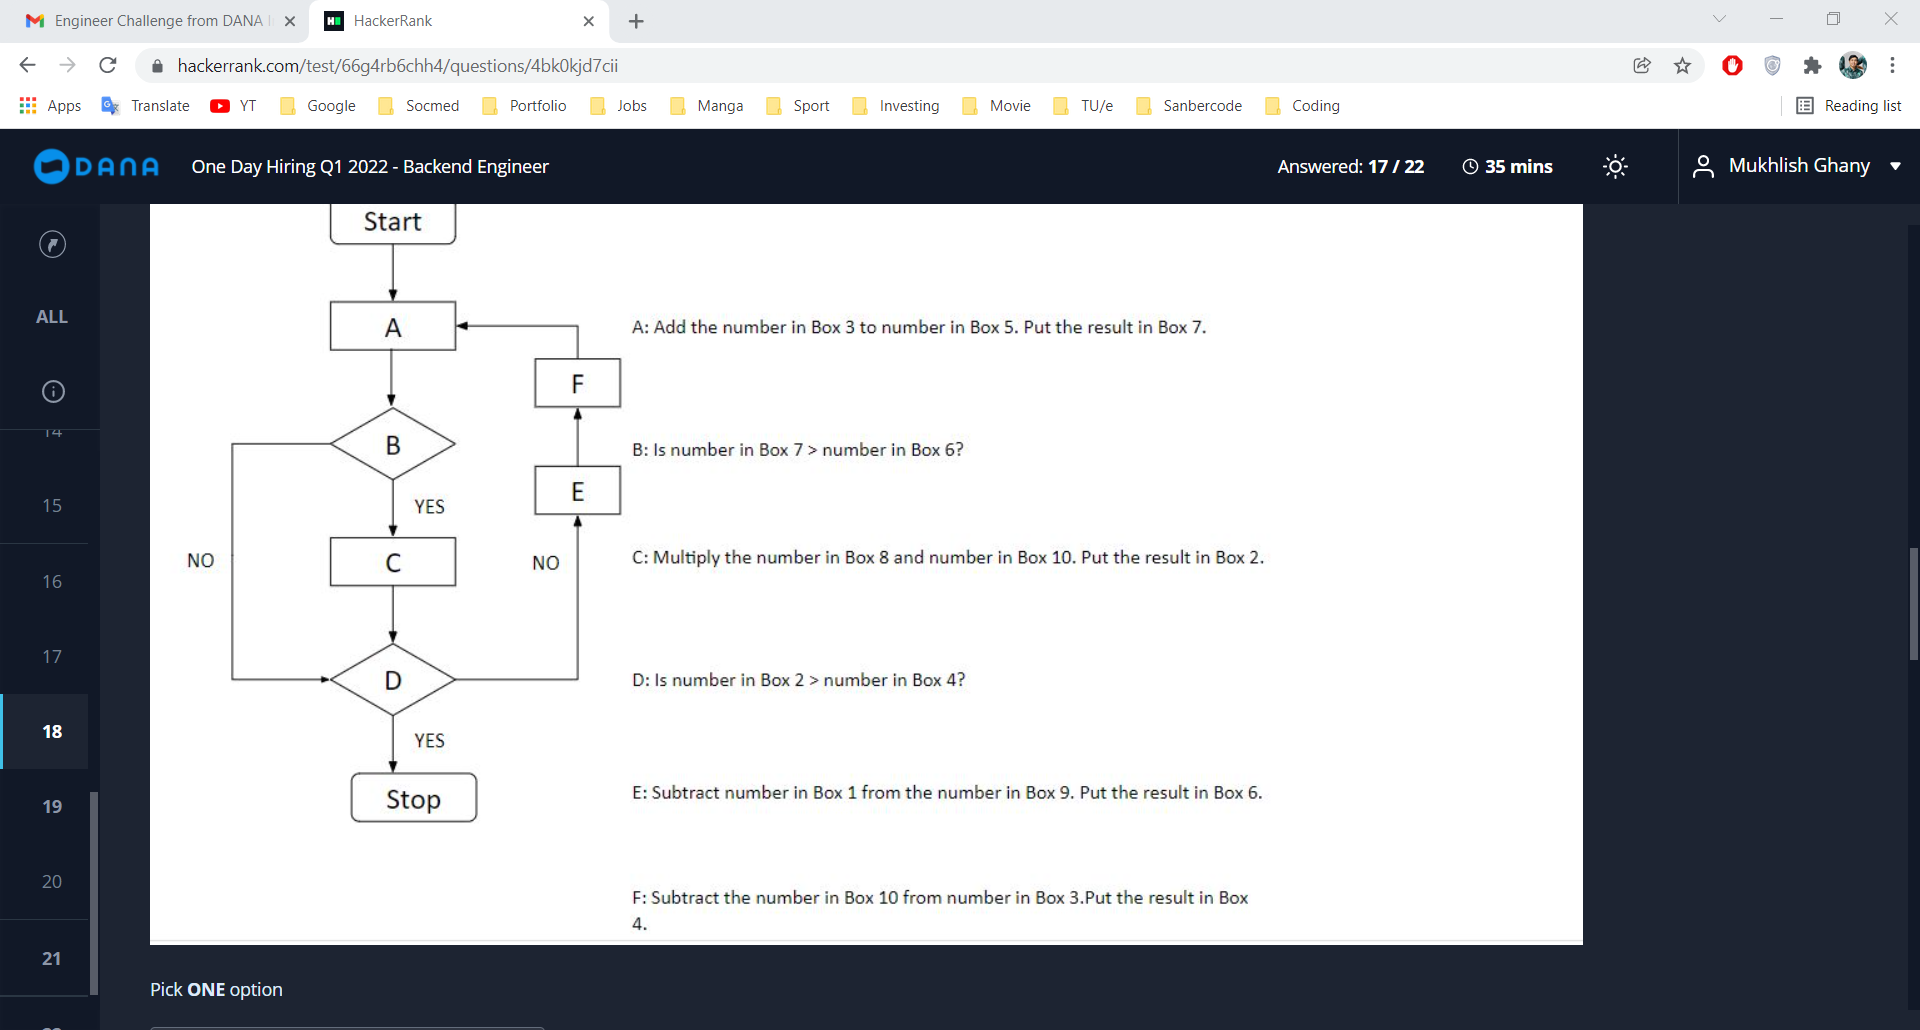 Engineer Challenge from DANA
HackerRank
hackerrank.com/test/66g4rb6chh4/questions/4bk0kjd7cii
Apps
Translate
YT
Google
Socmed
Portfolio
Jobs
Manga
Sport
Investing
Movie
TU/e
Sanbercode
Coding
Reading list
DANA
One Day Hiring Q1 2022 - Backend Engineer
Answered: 17 / 22
35 mins
Mukhlish Ghany
ALL
14
15
16
17
18
19
20
21
Start
A
B
YES
NO
C
D
NO
E
F
YES
Stop
A: Add the number in Box 3 to number in Box 5. Put the result in Box 7.
B: Is number in Box 7 > number in Box 6?
C: Multiply the number in Box 8 and number in Box 10. Put the result in Box 2.
D: Is number in Box 2 > number in Box 4?
E: Subtract number in Box 1 from the number in Box 9. Put the result in Box 6.
F: Subtract the number in Box 10 from number in Box 3.Put the result in Box
4.
Pick ONE option